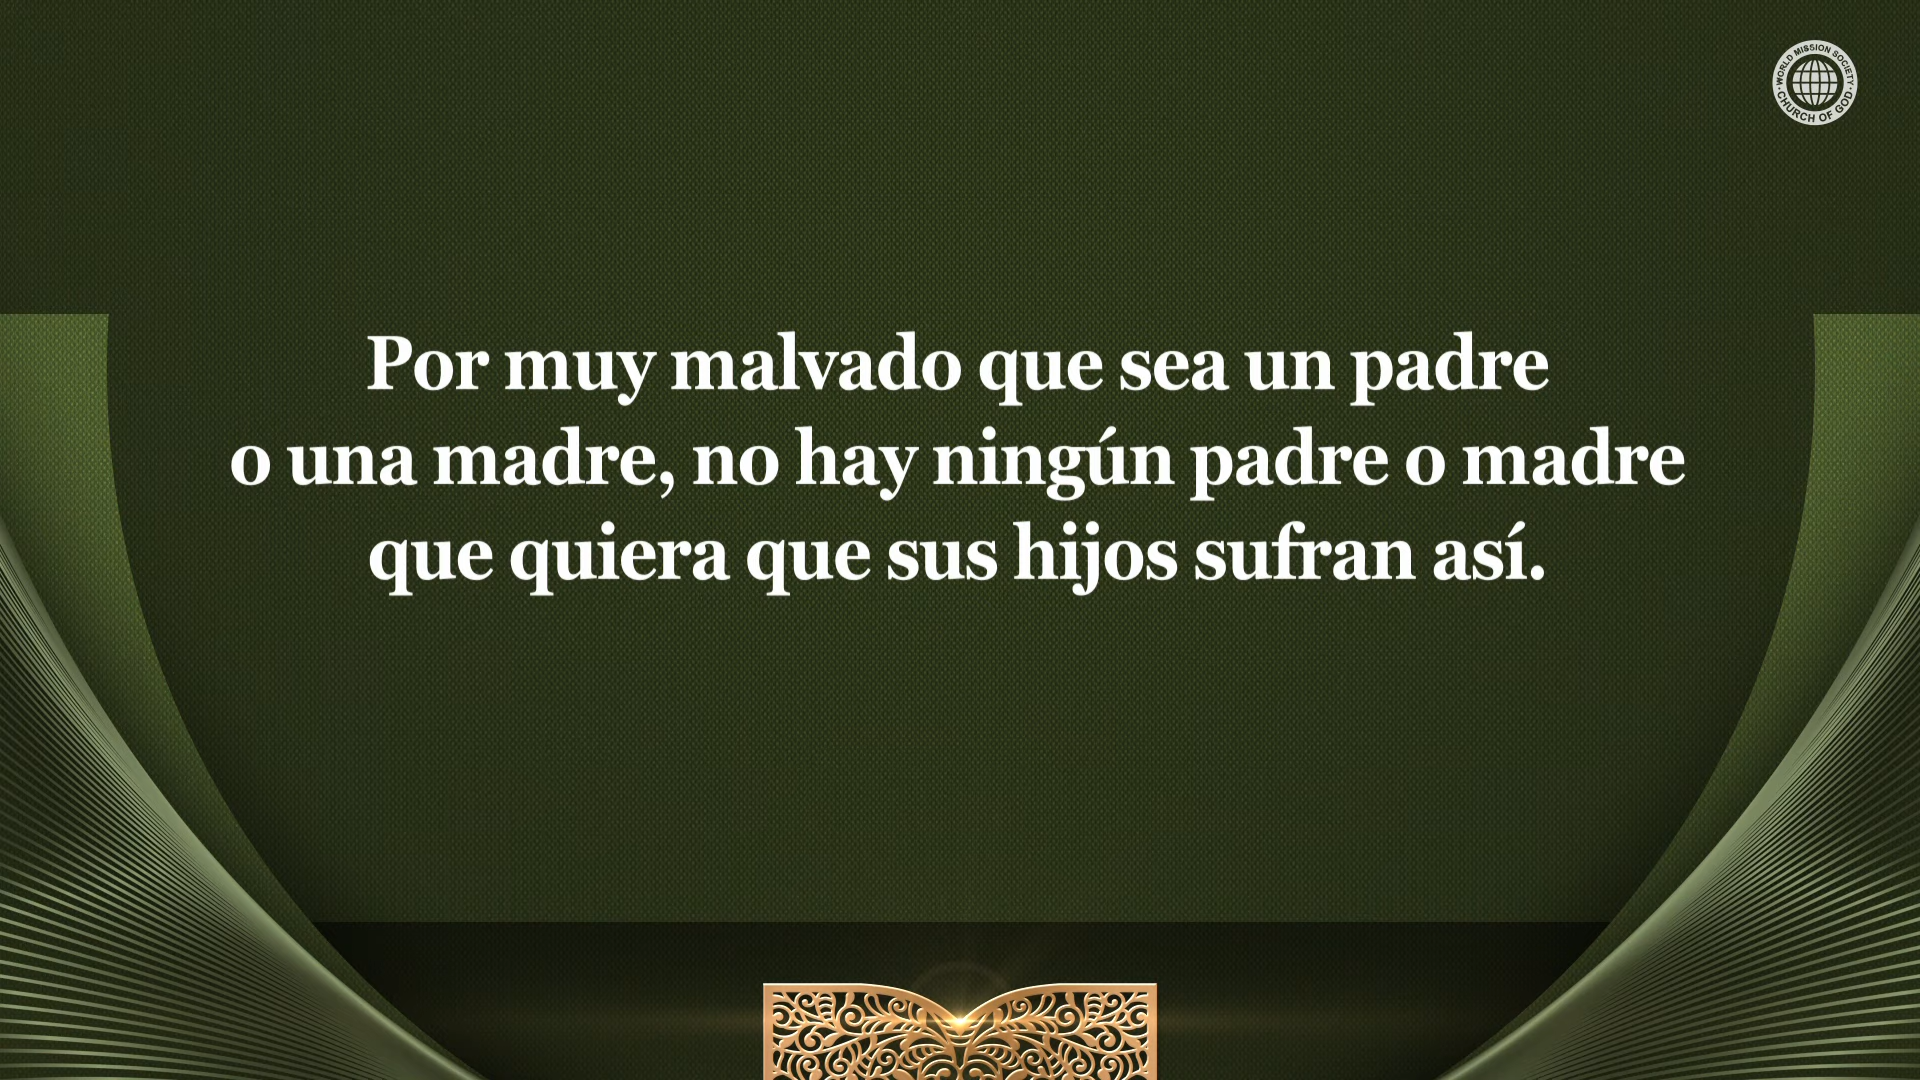 WORLD MISSION SOCIETY
CHURCH OF GOD
Por muy malvado que sea un padre
o una madre, no hay ningún padre o madre
que quiera que sus hijos sufran así.